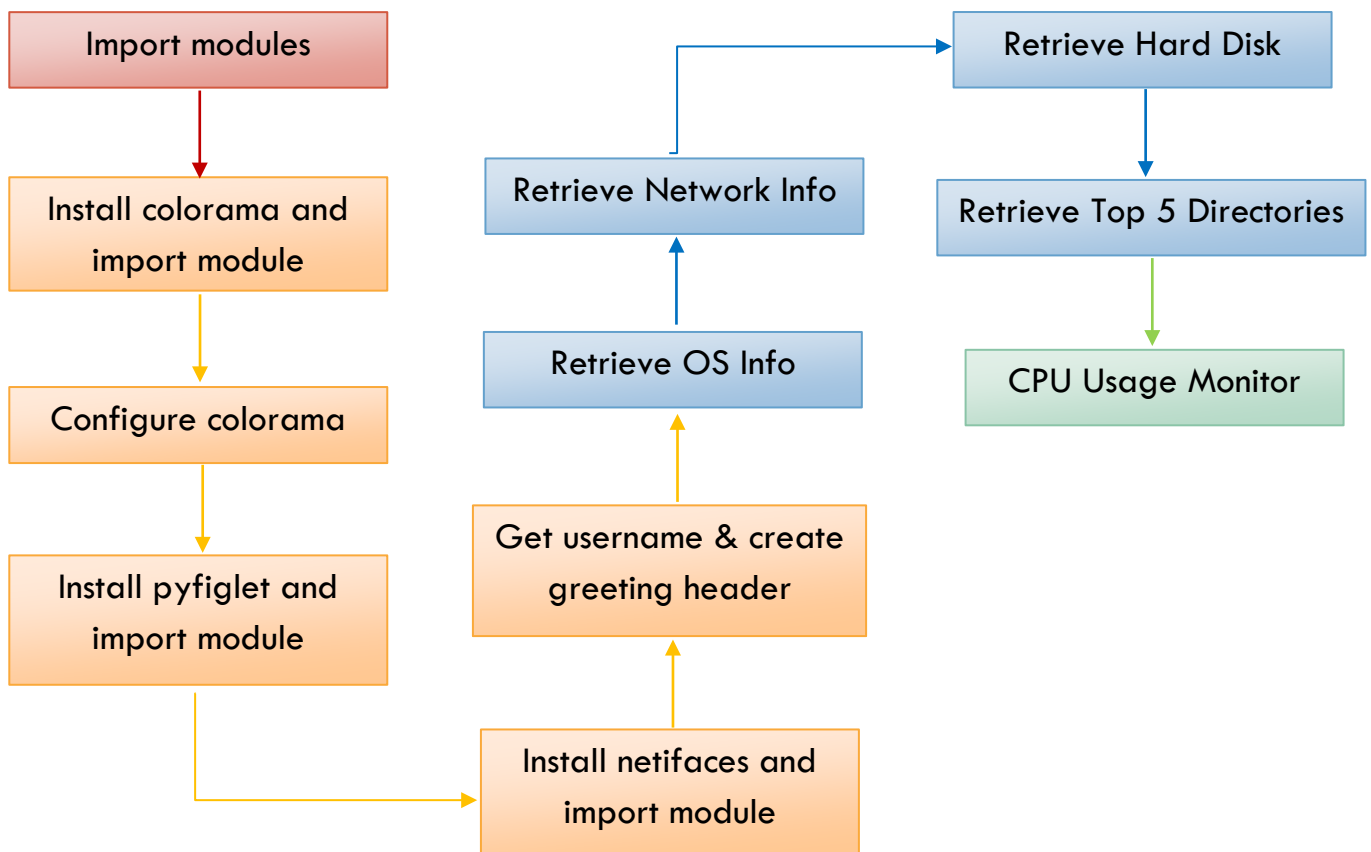 Import modules
Install colorama and
import module
Configure colorama
Install pyfiglet and
import module
Install netifaces and
import module
Get username & create
greeting header
Retrieve OS Info
Retrieve Network Info
Retrieve Hard Disk
Retrieve Top 5 Directories
CPU Usage Monitor